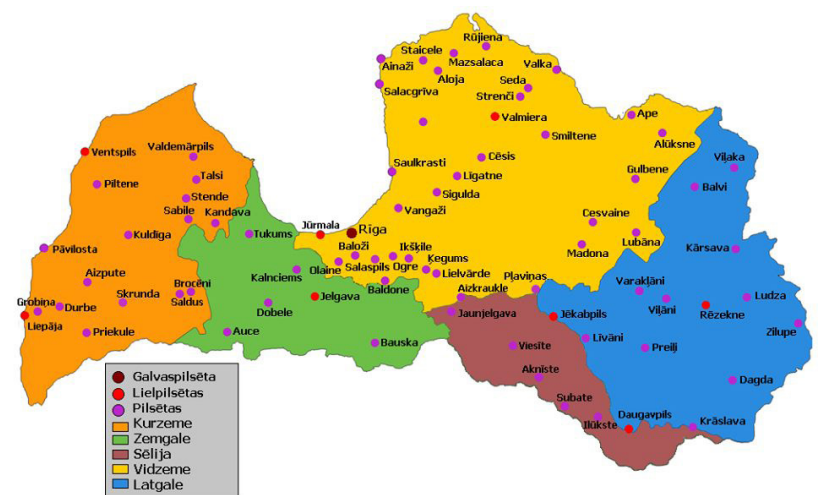 Rūjiena
Staicele
Mazsalaca
Ainaži
Aloja
Valka
Seda
Salacgrīva
Strenči
Valmiera
Ape
Smiltene
Alūksne
Ventspils
Valdemārpils
Cēsis
Viļaka
Saulkrasti
Talsi
Līgatne
Gulbene
Piltene
Balvi
Stende
Sigulda
Sabile
Kandava
Vangaži
Cesvaine
Jūrmala
Rīga
Kuldīga
Tukums
Lubāna
Baloži
Ikšķile
Madona
Pāvilosta
Kārsava
Ķegums
Olaine
Salaspils
Ogre
Kalnciems
Lielvārde
Aizpute
Pļaviņas
Brocēni
Baldone
Varakļāni
Aizkraukle
Jelgava
Ludza
Grobiņa
Durbe
Skrunda
Saldus
Viļāni
Rēzekne
Dobele
Jaunjelgava
Jēkabpils
Liepāja
Zilupe
Priekule
Auce
Līvāni
Bauska
Viesīte
Preiļi
Aknīste
Dagda
Subate
Daugavpils
Ilūkste
Krāslava
Galvaspilsēta
Lielpilsētas
Pilsētas
Kurzeme
Zemgale
Sēlija
Vidzeme
Latgale